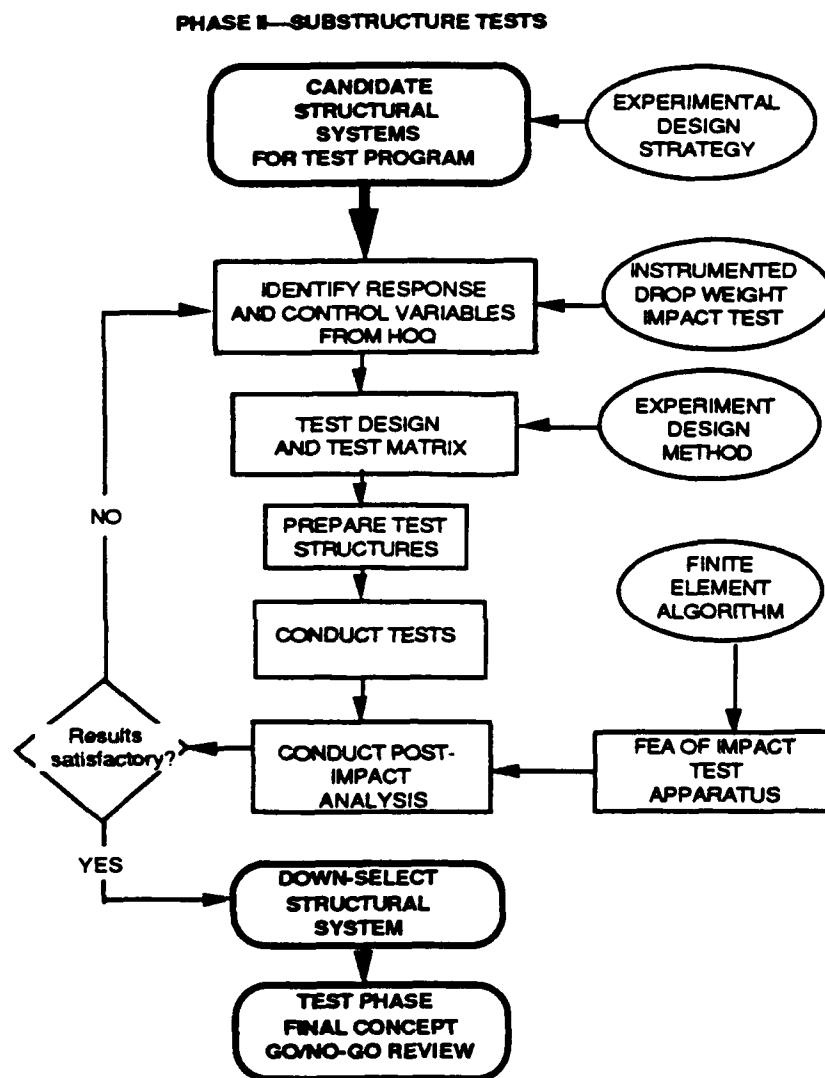 PHASE II—SUBSTRUCTURE TESTS
CANDIDATE
STRUCTURAL
SYSTEMS
FOR TEST PROGRAM
EXPERIMENTAL
DESIGN
STRATEGY
IDENTIFY RESPONSE
AND CONTROL VARIABLES
FROM HOQ
INSTRUMENTED
DROP WEIGHT
IMPACT TEST
TEST DESIGN
AND TEST MATRIX
EXPERIMENT
DESIGN
METHOD
NO
PREPARE TEST
STRUCTURES
FINITE
ELEMENT
ALGORITHM
CONDUCT TESTS
Results
satisfactory?
CONDUCT POST-
IMPACT
ANALYSIS
FEA OF IMPACT
TEST
APPARATUS
YES
DOWN-SELECT
STRUCTURAL
SYSTEM
TEST PHASE
FINAL CONCEPT
GO/NO-GO REVIEW